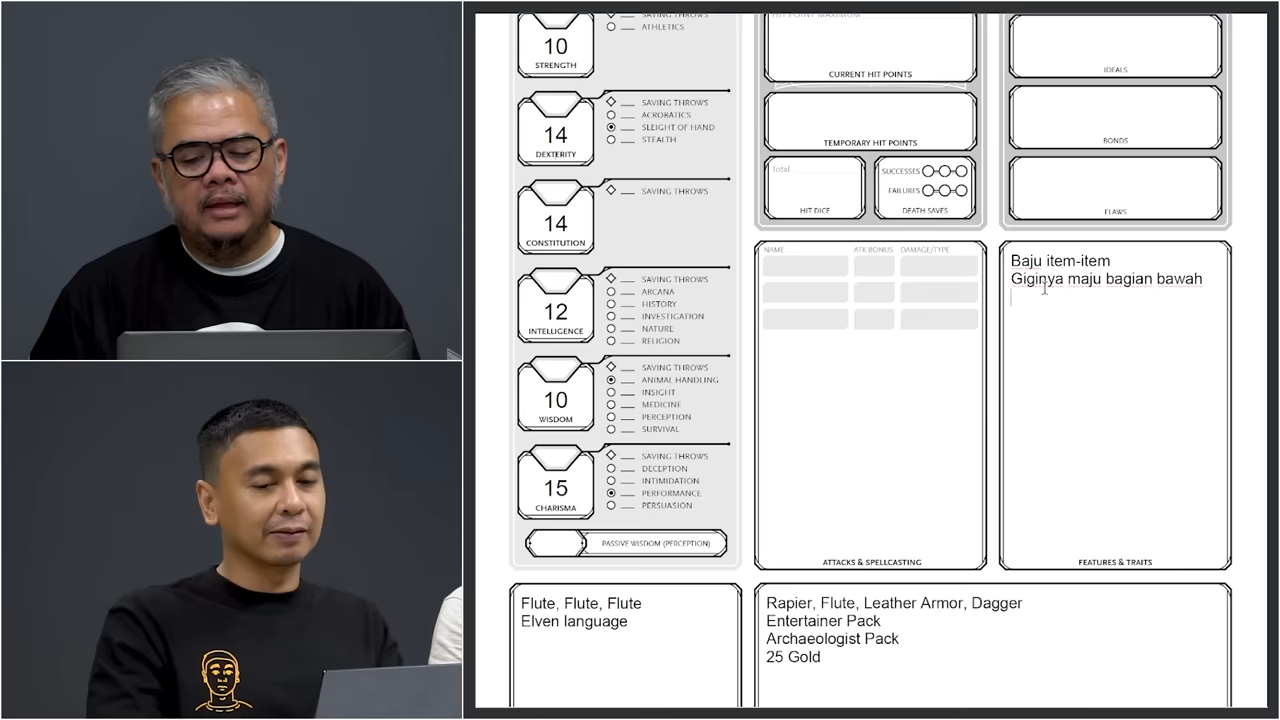 SAVING THROWS
ATHLETICS
10
STRENGTH
SAVING THROWS
ACROBATICS
SLEIGHT OF HAND
STEALTH
14
DEXTERITY
SAVING THROWS
14
CONSTITUTION
SAVING THROWS
ARCANA
HISTORY
INVESTIGATION
NATURE
RELIGION
12
INTELLIGENCE
SAVING THROWS
ANIMAL HANDLING
INSIGHT
MEDICINE
PERCEPTION
SURVIVAL
10
WISDOM
SAVING THROWS
DECEPTION
INTIMIDATION
PERFORMANCE
PERSUASION
15
CHARISMA
PASSIVE WISDOM (PERCEPTION)
HIT POINT MAXIMUM
CURRENT HIT POINTS
TEMPORARY HIT POINTS
Total
HIT DICE
SUCCESSES
FAILURES
DEATH SAVES
IDEALS
BONDS
FLAWS
NAME ATK BONUS DAMAGE/TYPE
ATTACKS & SPELLCASTING
Baju item-item
Giginya maju bagian bawah
FEATURES & TRAITS
Flute, Flute, Flute
Elven language
Rapier, Flute, Leather Armor, Dagger
Entertainer Pack
Archaeologist Pack
25 Gold